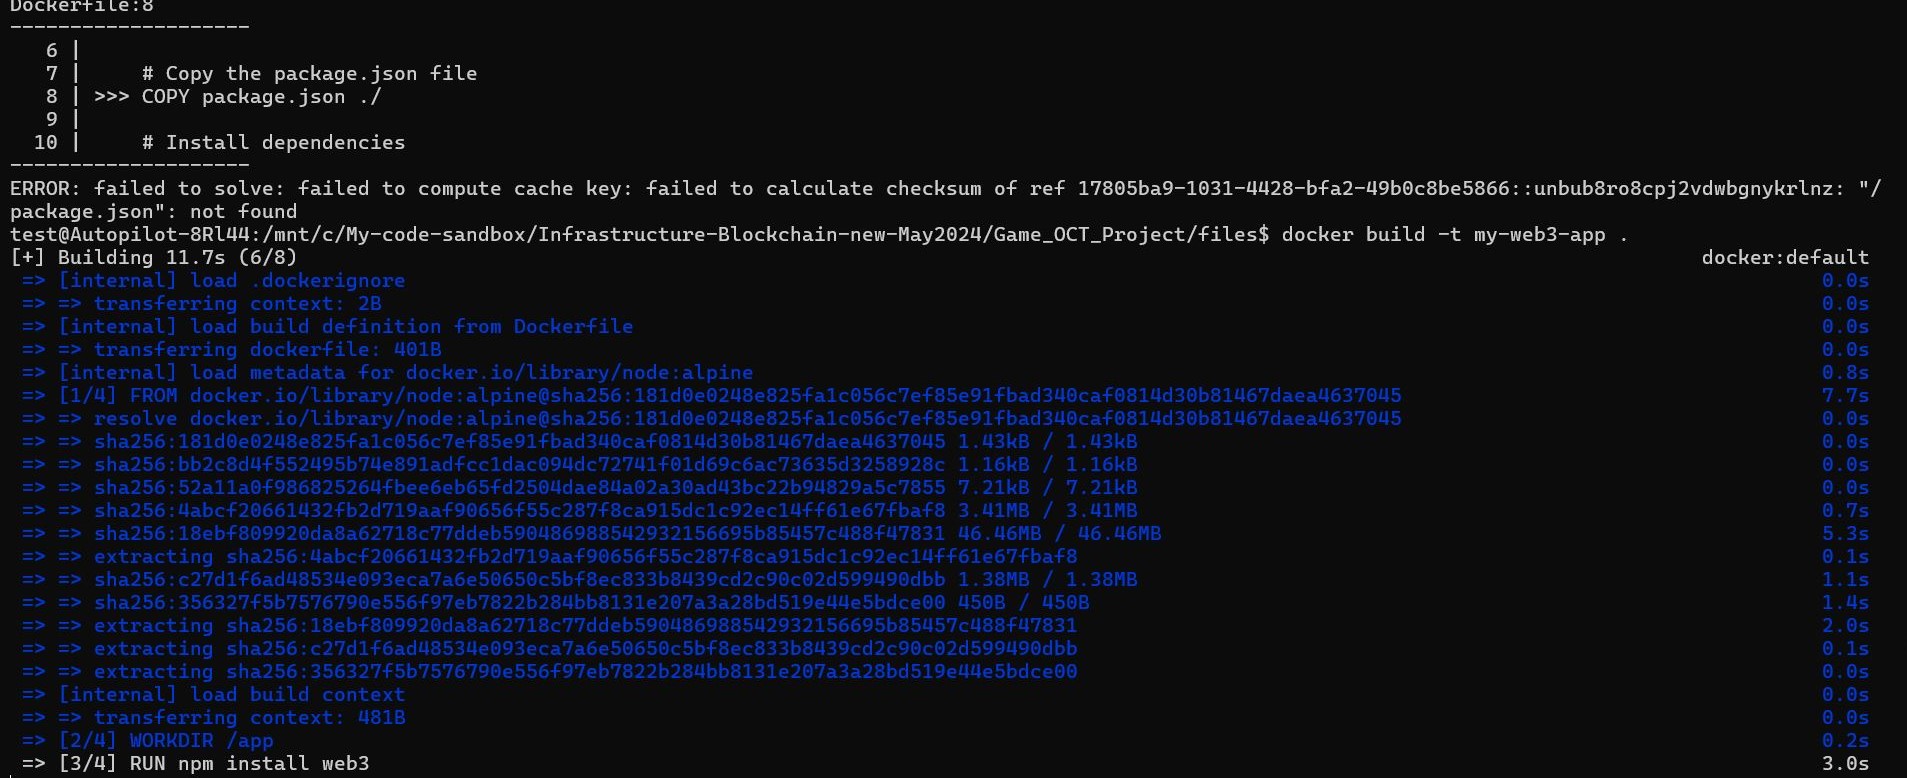 Dockerfile:8
--------------------
   6 |
   7 |     # Copy the package.json file
   8 | >>> COPY package.json ./
   9 |
  10 |     # Install dependencies
--------------------
ERROR: failed to solve: failed to compute cache key: failed to calculate checksum of ref 17805ba9-1031-4428-bfa2-49b0c8be5866::unbub8ro8cpj2vdwbgnykrlnz: "/
package.json": not found
test@Autopilot-8Rl44:/mnt/c/My-code-sandbox/Infrastructure-Blockchain-new-May2024/Game_OCT_Project/files$ docker build -t my-web3-app .
[+] Building 11.7s (6/8) docker:default
 => [internal] load .dockerignore 0.0s
 => => transferring context: 2B 0.0s
 => [internal] load build definition from Dockerfile 0.0s
 => => transferring dockerfile: 401B 0.0s
 => [internal] load metadata for docker.io/library/node:alpine 0.8s
 => [1/4] FROM docker.io/library/node:alpine@sha256:181d0e0248e825fa1c056c7ef85e91fbad340caf0814d30b81467daea4637045 7.7s
 => => resolve docker.io/library/node:alpine@sha256:181d0e0248e825fa1c056c7ef85e91fbad340caf0814d30b81467daea4637045 0.0s
 => => sha256:181d0e0248e825fa1c056c7ef85e91fbad340caf0814d30b81467daea4637045 1.43kB / 1.43kB 0.0s
 => => sha256:bb2c8d4f552495b74e891adfcc1dac094dc72741f01d69c6ac73635d3258928c 1.16kB / 1.16kB 0.0s
 => => sha256:52a11a0f986825264fbee6eb65fd2504dae84a02a30ad43bc22b94829a5c7855 7.21kB / 7.21kB 0.0s
 => => sha256:4abcf20661432fb2d719aaf90656f55c287f8ca915dc1c92ec14ff61e67fbaf8 3.41MB / 3.41MB 0.7s
 => => sha256:18ebf809920da8a62718c77ddeb5904869885429321566​95b85457c488f47831 46.46MB / 46.46MB 5.3s
 => => extracting sha256:4abcf20661432fb2d719aaf90656f55c287f8ca915dc1c92ec14ff61e67fbaf8 0.1s
 => => sha256:c27d1f6ad48534e093eca7a6e50650c5bf8ec833b8439cd2c90c02d599490dbb 1.38MB / 1.38MB 1.1s
 => => sha256:356327f5b7576790e556f97eb7822b284bb8131e207a3a28bd519e44e5bdce00 450B / 450B 1.4s
 => => extracting sha256:18ebf809920da8a62718c77ddeb590486988542932156695b85457c488f47831 2.0s
 => => extracting sha256:c27d1f6ad48534e093eca7a6e50650c5bf8ec833b8439cd2c90c02d599490dbb 0.1s
 => => extracting sha256:356327f5b7576790e556f97eb7822b284bb8131e207a3a28bd519e44e5bdce00 0.0s
 => [internal] load build context 0.0s
 => => transferring context: 481B 0.0s
 => [2/4] WORKDIR /app 0.2s
 => [3/4] RUN npm install web3 3.0s